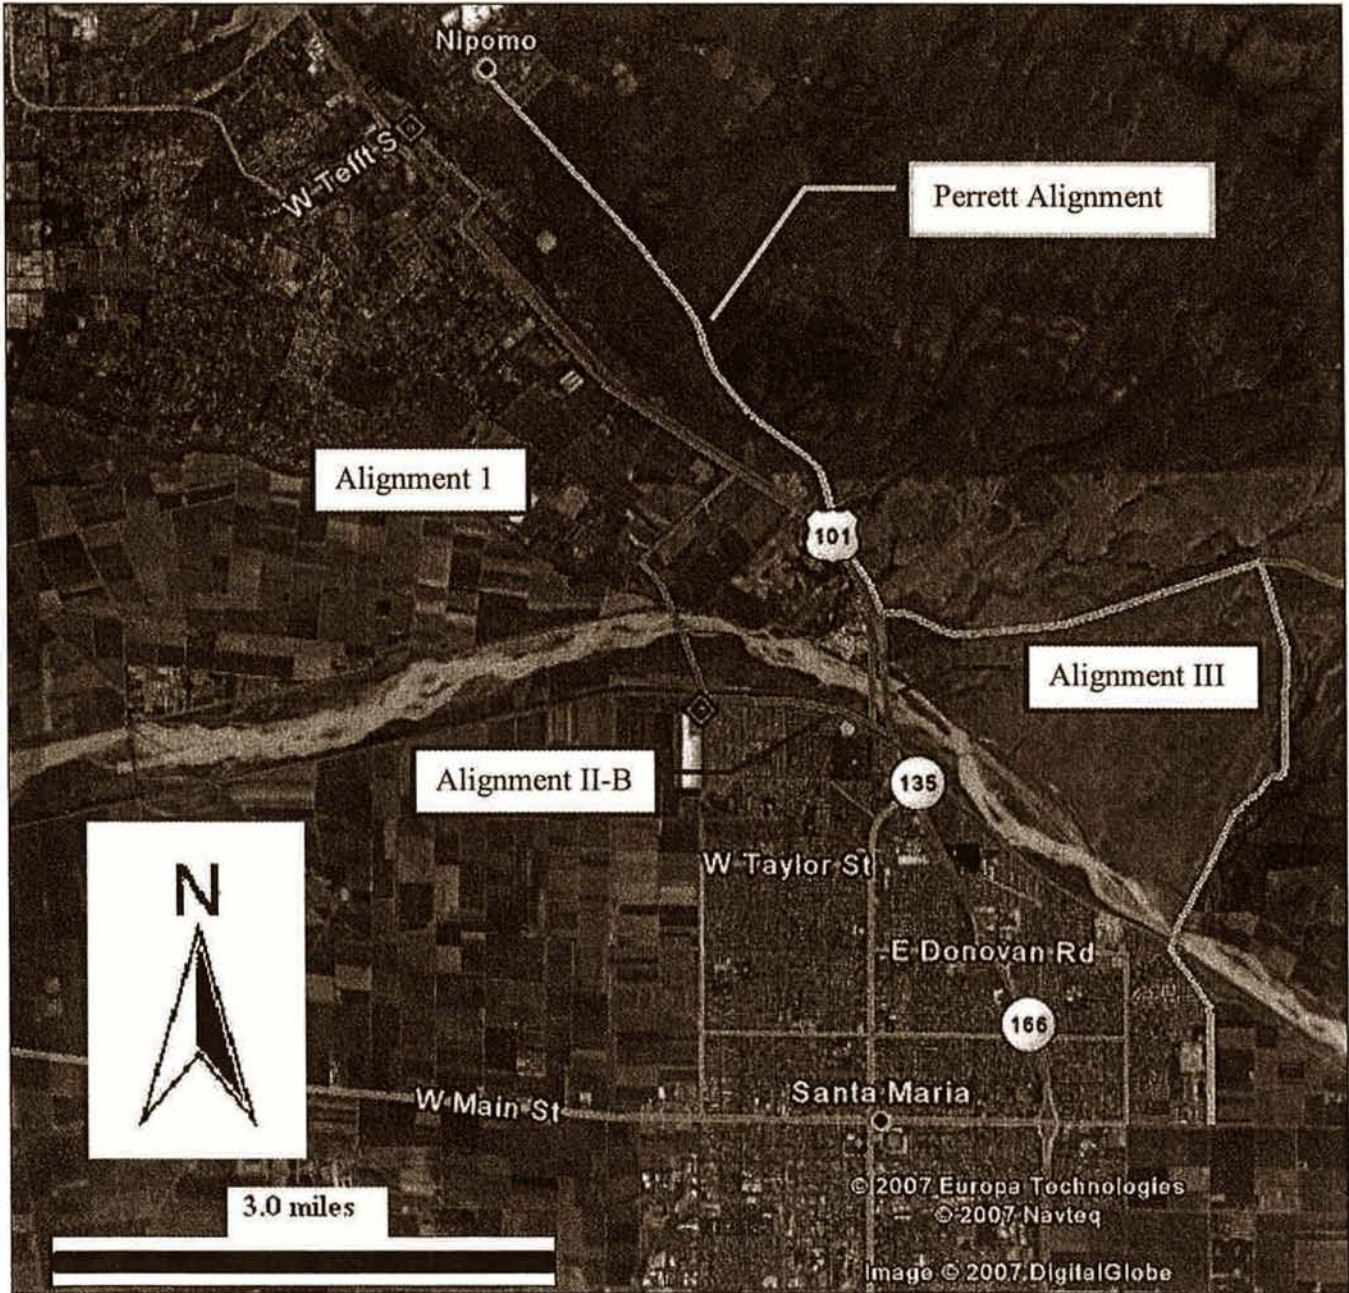 Nipomo
W Tefft S
Perrett Alignment
Alignment 1
101
Alignment III
Alignment II-B
135
W Taylor St
N
E Donovan Rd
166
Santa Maria
W Main St
3.0 miles
© 2007 Europa Technologies
© 2007 Navteq
Image © 2007 DigitalGlobe